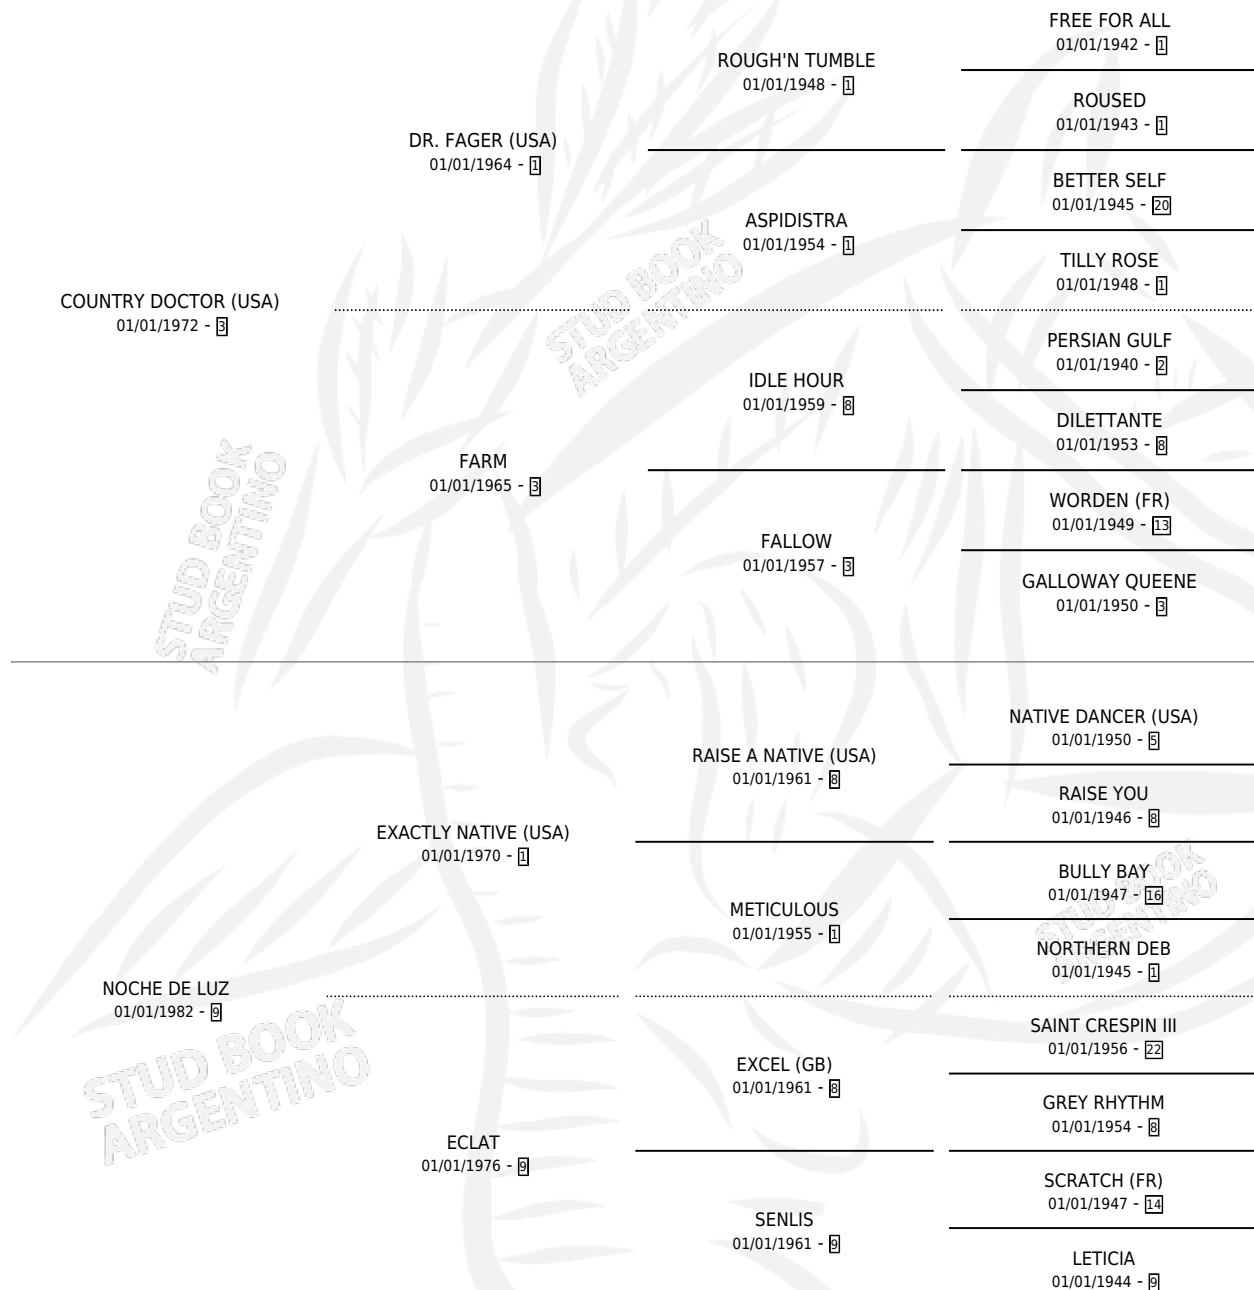 FREE FOR ALL
01/01/1942 - 1
ROUGH'N TUMBLE
01/01/1948 - 1
ROUSED
01/01/1943 - 1
DR. FAGER (USA)
01/01/1964 - 1
BETTER SELF
01/01/1945 - 20
ASPIDISTRA
01/01/1954 - 1
TILLY ROSE
01/01/1948 - 1
COUNTRY DOCTOR (USA)
01/01/1972 - 3
PERSIAN GULF
01/01/1940 - 2
IDLE HOUR
01/01/1959 - 8
DILETTANTE
01/01/1953 - 8
FARM
01/01/1965 - 3
WORDEN (FR)
01/01/1949 - 13
FALLOW
01/01/1957 - 3
GALLOWAY QUEENE
01/01/1950 - 3
NATIVE DANCER (USA)
01/01/1950 - 5
RAISE A NATIVE (USA)
01/01/1961 - 8
RAISE YOU
01/01/1946 - 8
EXACTLY NATIVE (USA)
01/01/1970 - 1
BULLY BAY
01/01/1947 - 16
METICULOUS
01/01/1955 - 1
NORTHERN DEB
01/01/1945 - 1
NOCHE DE LUZ
01/01/1982 - 9
SAINT CRESPIN III
01/01/1956 - 22
EXCEL (GB)
01/01/1961 - 8
GREY RHYTHM
01/01/1954 - 8
ECLAT
01/01/1976 - 9
SCRATCH (FR)
01/01/1947 - 14
SENLIS
01/01/1961 - 9
LETICIA
01/01/1944 - 9
STUD BOOK
ARGENTINO
STUD BOOK
ARGENTINO
STUD BOOK
ARGENTINO
STUD BOOK
ARGENTINO